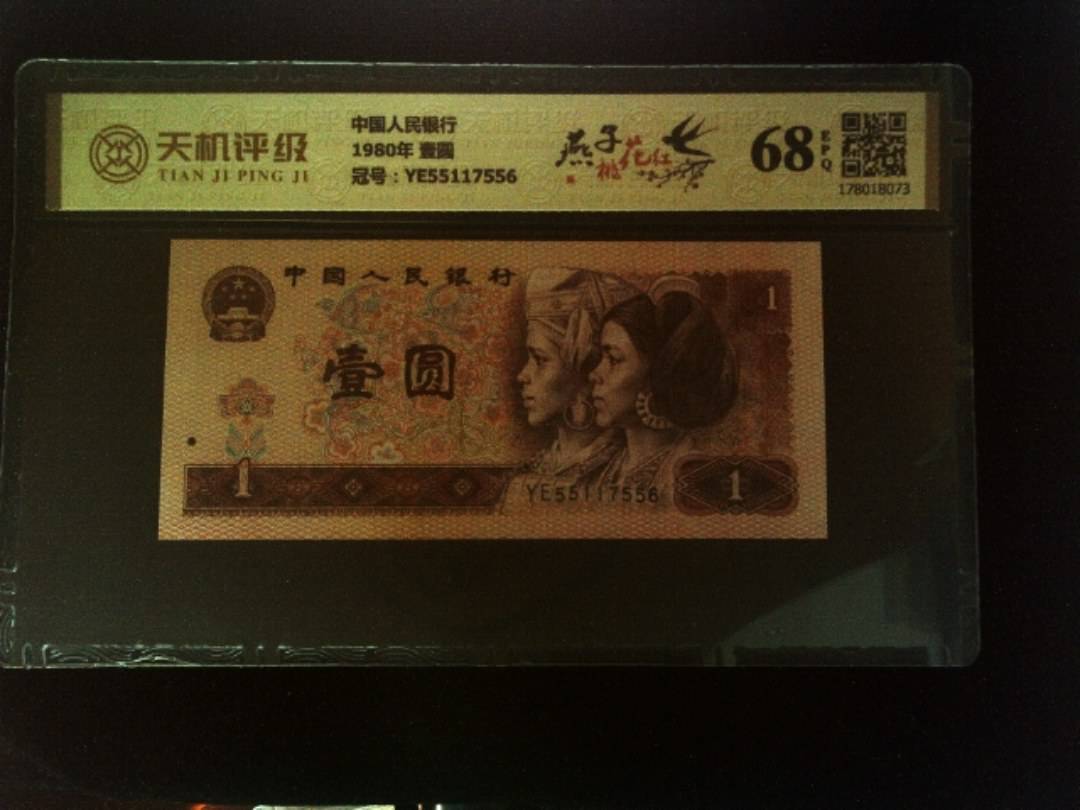 天机评级
TIAN JI PING JI
中国人民银行
1980年 壹圆
冠号：YE55117556
燕子
桃花红
68
EPQ
178018073
中国人民银行
1
壹圆
1
YE55117556
1